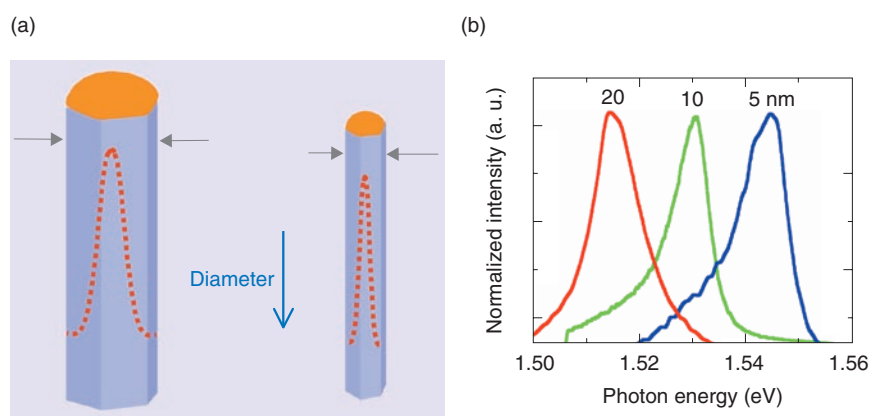 (a)
Diameter
(b)
Normalized intensity (a. u.)
20 10 5 nm
1.50 1.52 1.54 1.56
Photon energy (eV)